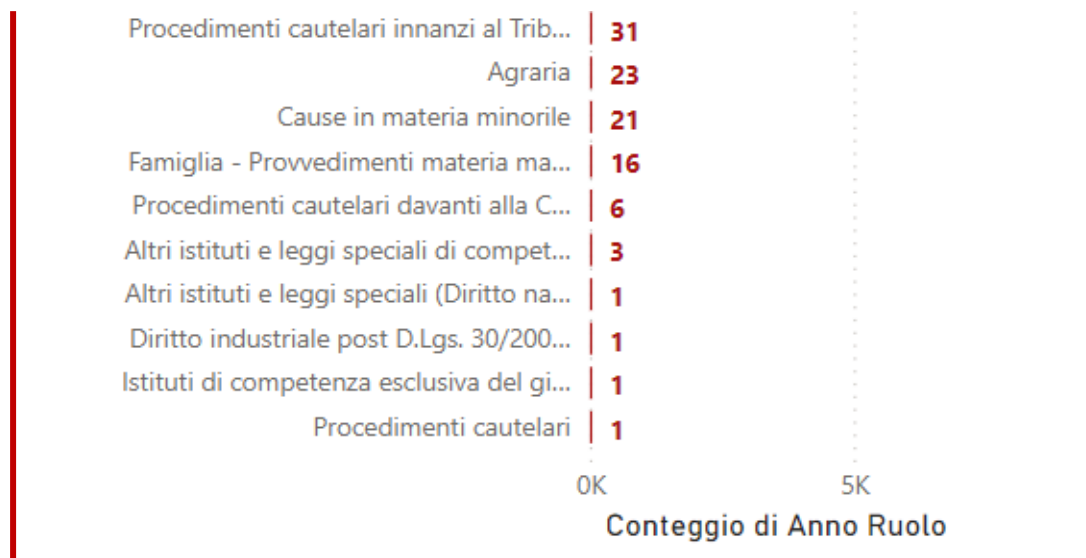 Procedimenti cautelari innanzi al Trib... 31
Agraria 23
Cause in materia minorile 21
Famiglia - Provvedimenti materia ma... 16
Procedimenti cautelari davanti alla C... 6
Altri istituti e leggi speciali di compet... 3
Altri istituti e leggi speciali (Diritto na... 1
Diritto industriale post D.Lgs. 30/200... 1
Istituti di competenza esclusiva del gi... 1
Procedimenti cautelari 1
0K 5K
Conteggio di Anno Ruolo